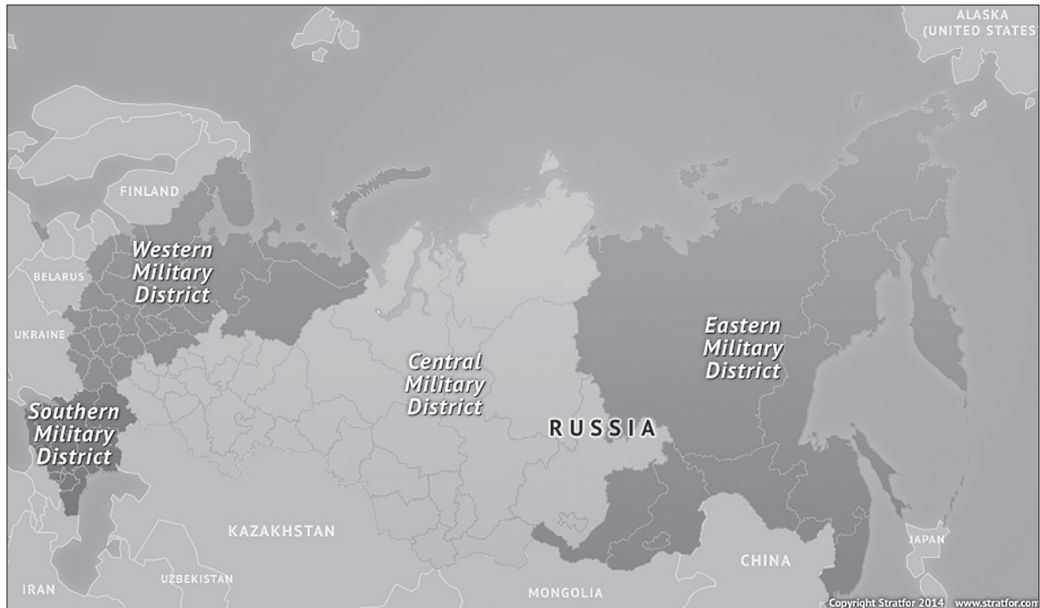 ALASKA
(UNITED STATES)
FINLAND
Western
Military
District
BELARUS
UKRAINE
Eastern
Military
District
Central
Military
District
Southern
Military
District
RUSSIA
KAZAKHSTAN
JAPAN
CHINA
UZBEKISTAN
IRAN
MONGOLIA
Copyright Stratfor 2014 www.stratfor.com